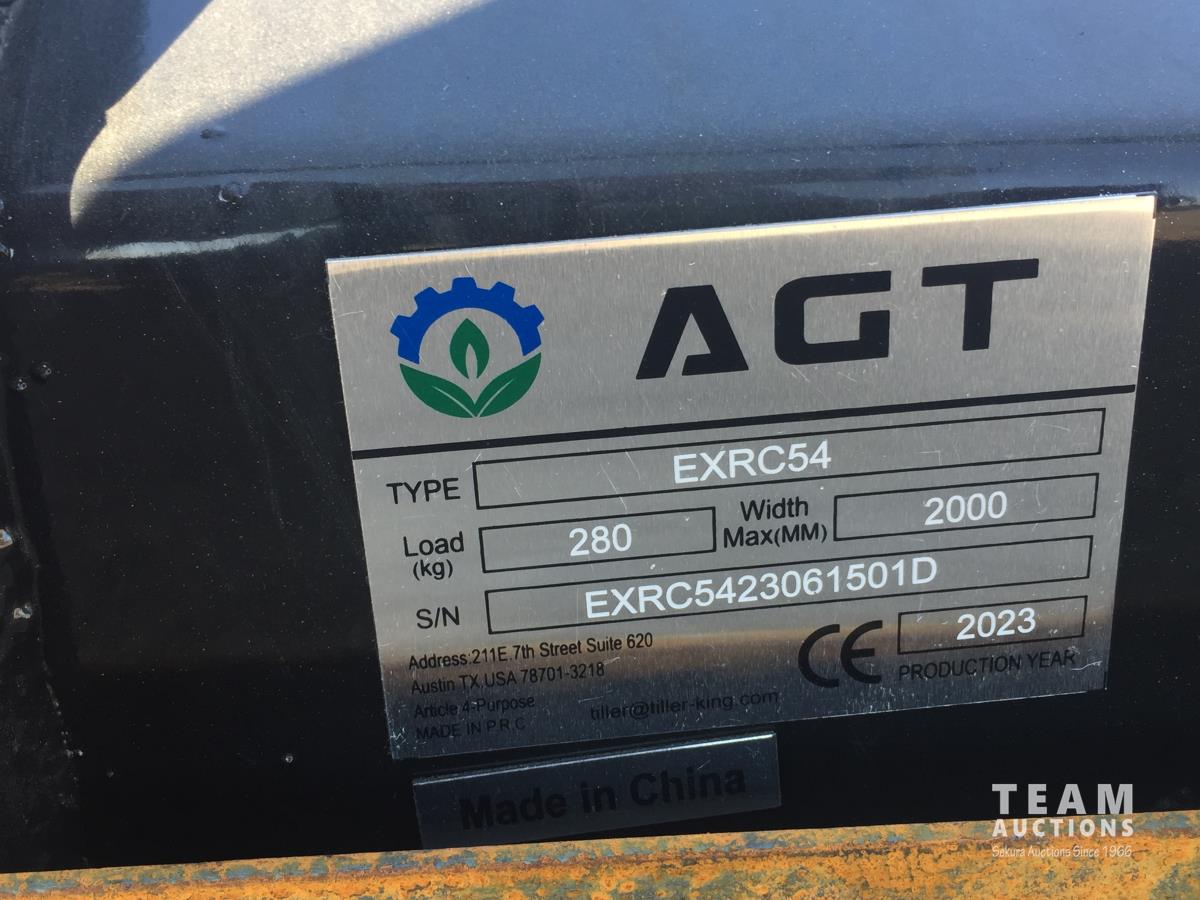 AGT
TYPE EXRC54
Load (kg) 280 Width Max(MM) 2000
S/N EXRC5423061501D
Address:211E.7th Street Suite 620
Austin TX,USA 78701-3218
Article 4-Purpose
MADE IN P.R.C
tiller@tiller-king.com
CE 2023
PRODUCTION YEAR
Made in China
TEAM
AUCTIONS
Sekura Auctions Since 1966